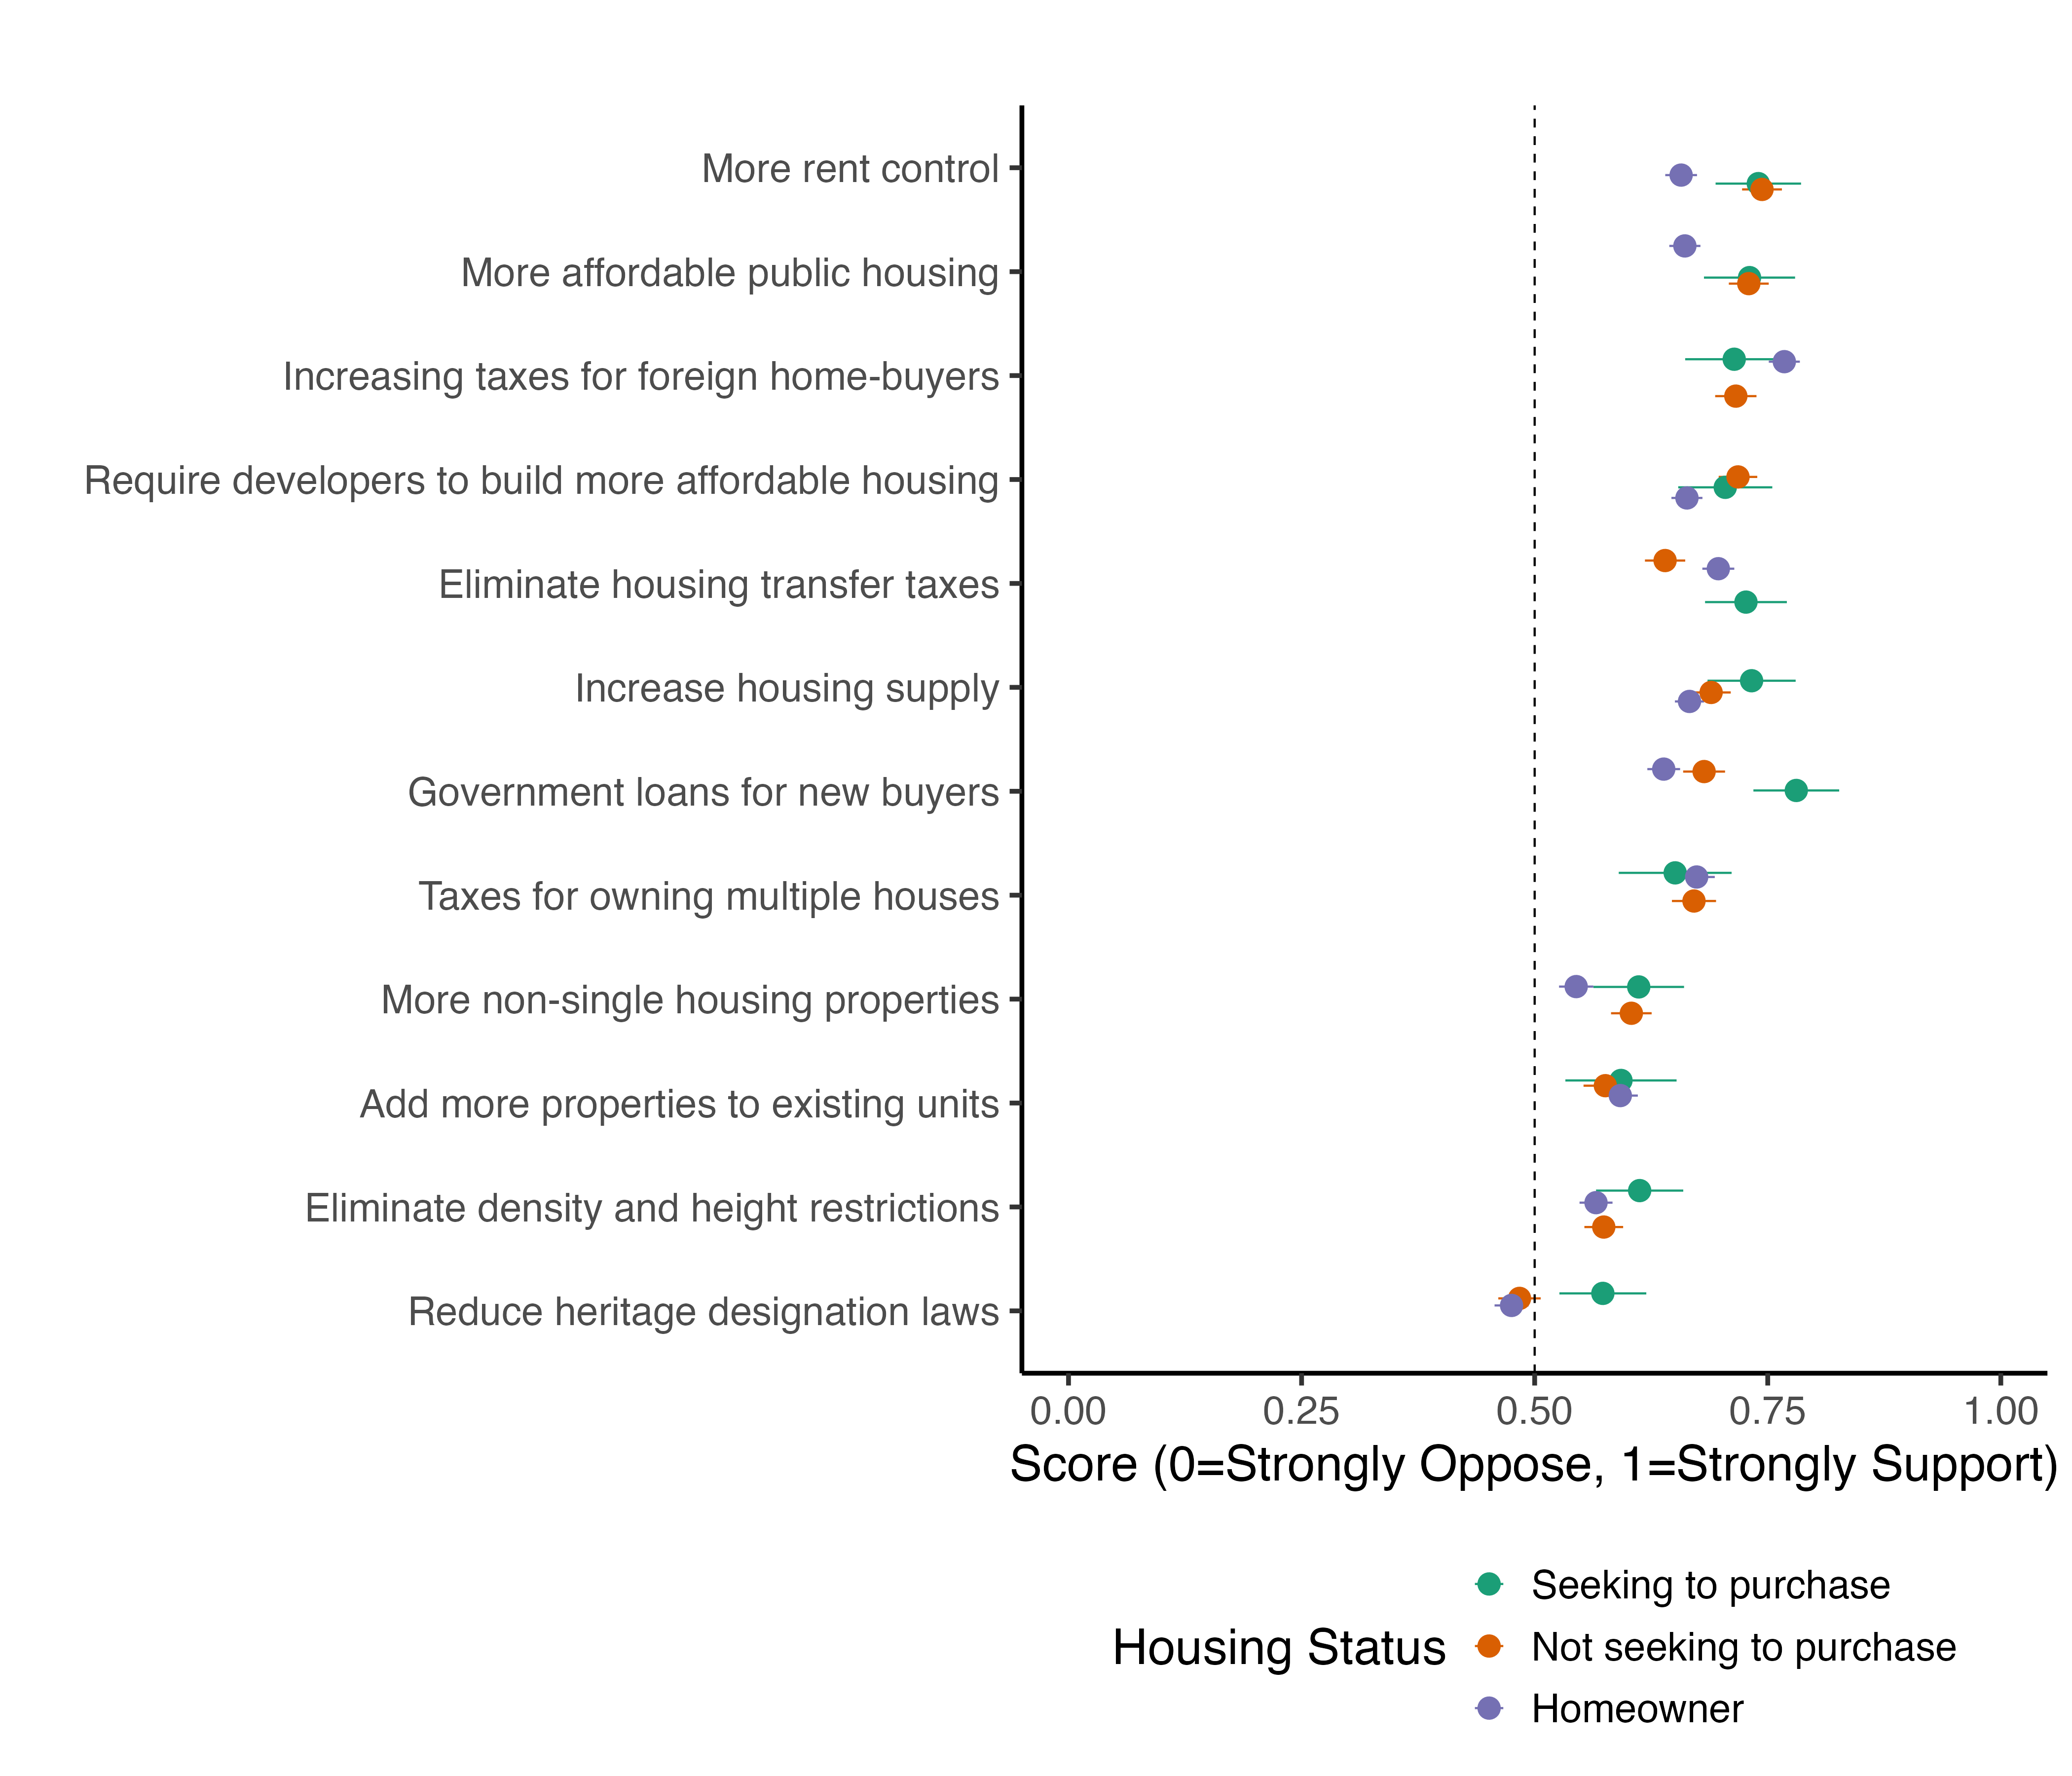 More rent control
More affordable public housing
Increasing taxes for foreign home-buyers
Require developers to build more affordable housing
Eliminate housing transfer taxes
Increase housing supply
Government loans for new buyers
Taxes for owning multiple houses
More non-single housing properties
Add more properties to existing units
Eliminate density and height restrictions
Reduce heritage designation laws
0.00 0.25 0.50 0.75 1.00
Score (0=Strongly Oppose, 1=Strongly Support)
Housing Status
Seeking to purchase
Not seeking to purchase
Homeowner